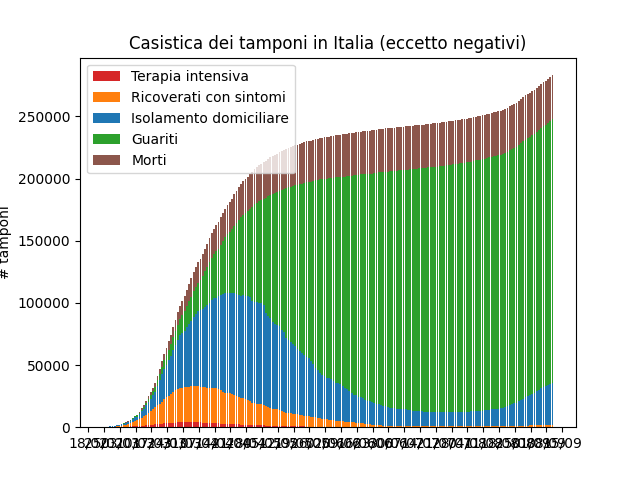 Casistica dei tamponi in Italia (eccetto negativi)
Terapia intensiva
Ricoverati con sintomi
Isolamento domiciliare
Guariti
Morti
250000
200000
150000
100000
50000
0
# tamponi